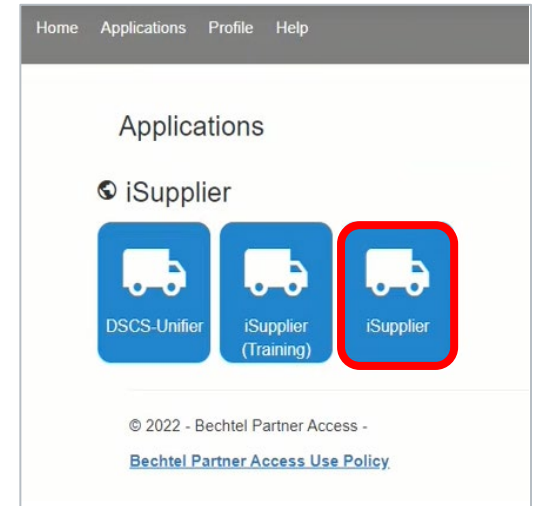 Home Applications Profile Help
Applications
iSupplier
DSCS-Unifier iSupplier (Training) iSupplier
© 2022 - Bechtel Partner Access -
Bechtel Partner Access Use Policy